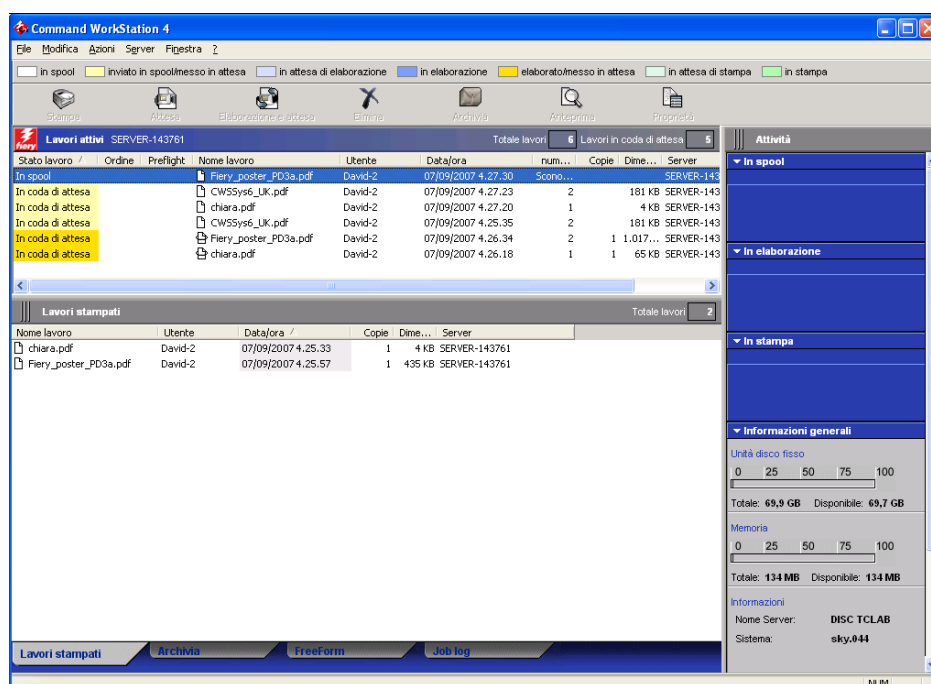 Command WorkStation 4
File Modifica Azioni Server Finestra ?
in spool inviato in spool/messo in attesa in attesa di elaborazione in elaborazione elaborato/messo in attesa in attesa di stampa in stampa
Stampa Attesa Elaborazione e attesa Elimina Archivia Anteprima Proprietà
fiery Lavori attivi SERVER-143761 Totale lavori 6 Lavori in coda di attesa 5
Stato lavoro Ordine Preflight Nome lavoro Utente Data/ora num... Copie Dime... Server
In spool Fiery_poster_PD3a.pdf David-2 07/09/2007 4.27.30 Scono... SERVER-143
In coda di attesa CWSSys6_UK.pdf David-2 07/09/2007 4.27.23 2 181 KB SERVER-143
In coda di attesa chiara.pdf David-2 07/09/2007 4.27.20 1 4 KB SERVER-143
In coda di attesa CWSSys6_UK.pdf David-2 07/09/2007 4.25.35 2 181 KB SERVER-143
In coda di attesa Fiery_poster_PD3a.pdf David-2 07/09/2007 4.26.34 2 1 1.017... SERVER-143
In coda di attesa chiara.pdf David-2 07/09/2007 4.26.18 1 1 65 KB SERVER-143
Lavori stampati Totale lavori 2
Nome lavoro Utente Data/ora Copie Dime... Server
chiara.pdf David-2 07/09/2007 4.25.33 1 4 KB SERVER-143761
Fiery_poster_PD3a.pdf David-2 07/09/2007 4.25.57 1 435 KB SERVER-143761
Lavori stampati Archivia FreeForm Job log
Attività
In spool
In elaborazione
In stampa
Informazioni generali
Unità disco fisso
0 25 50 75 100
Totale: 69,9 GB Disponibile: 69,7 GB
Memoria
0 25 50 75 100
Totale: 134 MB Disponibile: 134 MB
Informazioni
Nome Server: DISC TCLAB
Sistema: sky.044
NUM